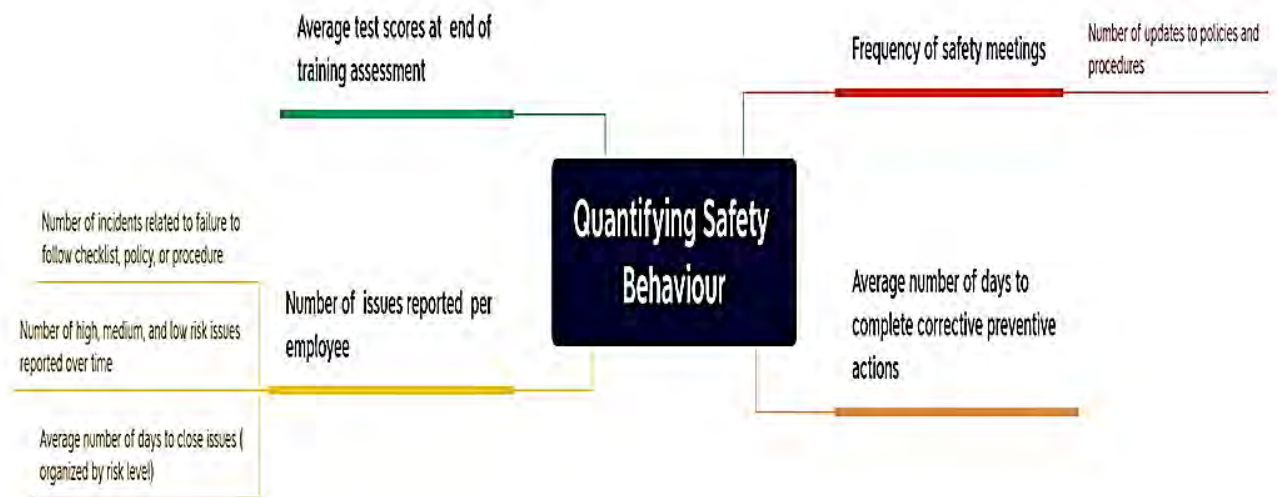 Average test scores at end of
training assessment
Frequency of safety meetings
Number of updates to policies and
procedures
Quantifying Safety
Behaviour
Number of incidents related to failure to
follow checklist, policy, or procedure
Number of high, medium, and low risk issues
reported over time
Average number of days to close issues (
organized by risk level)
Number of issues reported per
employee
Average number of days to
complete corrective preventive
actions